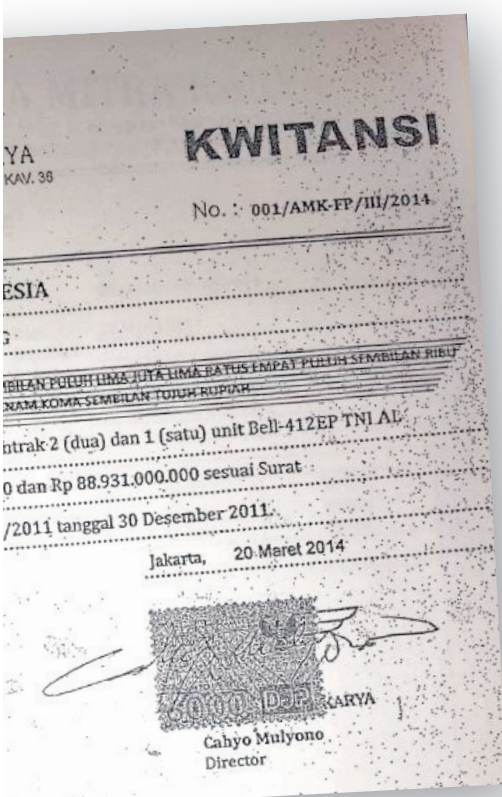 KWITANSI
YA
KAV. 36
No. : 001/AMK-FP/III/2014
ESIA
G
MBILAN PULUH LIMA JUTA LIMA RATUS EMPAT PULUH SEMBILAN RIBU
NAM KOMA SEMBILAN TUJUH RUPIAH
ntrak 2 (dua) dan 1 (satu) unit Bell-412EP TNI AL
0 dan Rp 88.931.000.000 sesuai Surat
/2011 tanggal 30 Desember 2011.
Jakarta, 20 Maret 2014
6000 DJP
KARYA
Cahyo Mulyono
Director